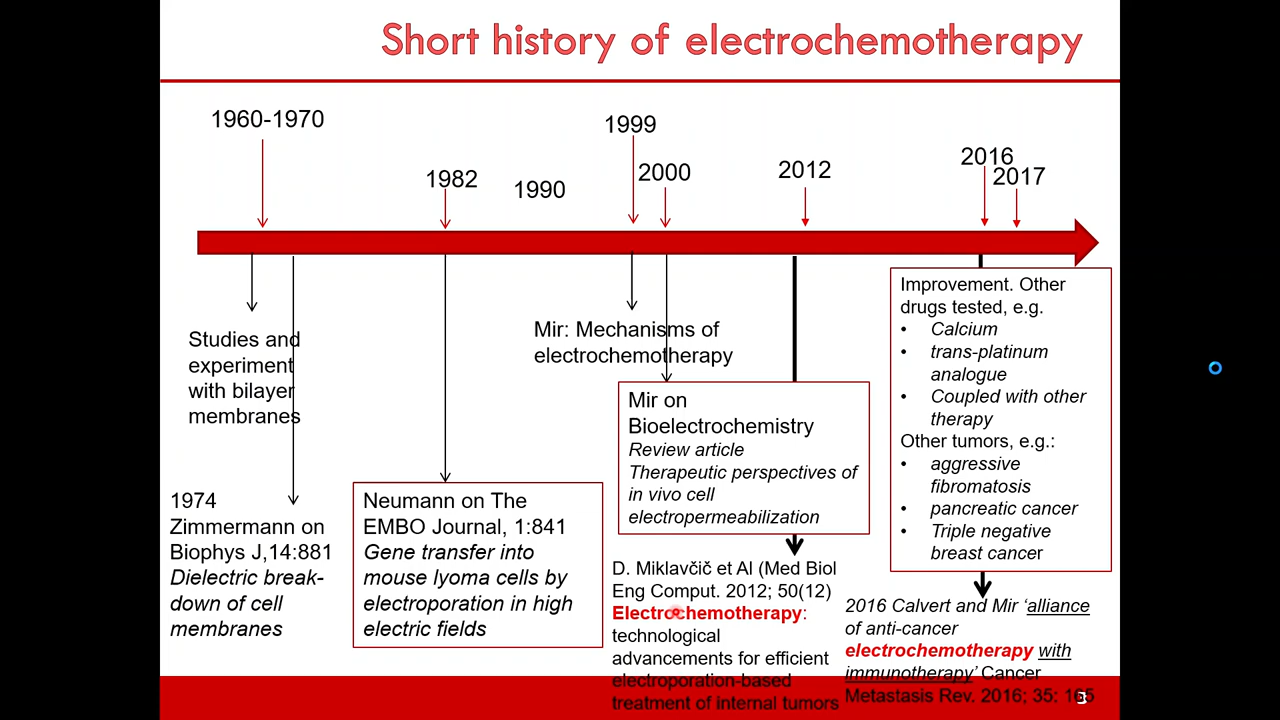 Short history of electrochemotherapy
1960-1970
1982
1990
1999
2000
2012
2016
2017
Studies and
experiment
with bilayer
membranes
1974
Zimmermann on
Biophys J,14:881
Dielectric break-
down of cell
membranes
Neumann on The
EMBO Journal, 1:841
Gene transfer into
mouse lyoma cells by
electroporation in high
electric fields
Mir: Mechanisms of
electrochemotherapy
Mir on
Bioelectrochemistry
Review article
Therapeutic perspectives of
in vivo cell
electropermeabilization
D. Miklavčič et Al (Med Biol
Eng Comput. 2012; 50(12)
Electrochemotherapy:
technological
advancements for efficient
electroporation-based
treatment of internal tumors
Improvement. Other
drugs tested, e.g.
• Calcium
• trans-platinum
analogue
• Coupled with other
therapy
Other tumors, e.g.:
• aggressive
fibromatosis
• pancreatic cancer
• Triple negative
breast cancer
2016 Calvert and Mir ‘alliance
of anti-cancer
electrochemotherapy with
immunotherapy’ Cancer
Metastasis Rev. 2016; 35: 165
3